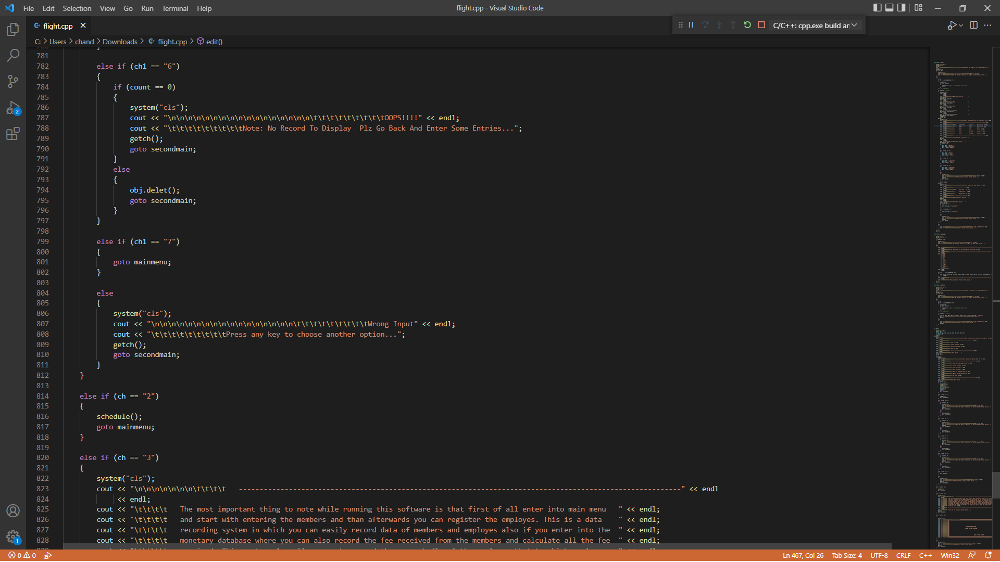 File Edit Selection View Go Run Terminal Help
flight.cpp - Visual Studio Code
flight.cpp
C/C++: cpp.exe build ar
C: > Users > chand > Downloads > flight.cpp > edit()
781
782 else if (ch1 == "6")
783 {
784 if (count == 0)
785 {
786 system("cls");
787 cout << "\n\n\n\n\n\n\n\n\n\n\n\n\n\n\n\n\n\t\t\t\t\t\t\t\t\tOOPS!!!!" << endl;
788 cout << "\t\t\t\t\t\t\t\t\tNote: No Record To Display  Plz Go Back And Enter Some Entries...";
789 getch();
790 goto secondmain;
791 }
792 else
793 {
794 obj.delet();
795 goto secondmain;
796 }
797 }
798
799 else if (ch1 == "7")
800 {
801 goto mainmenu;
802 }
803
804 else
805 {
806 system("cls");
807 cout << "\n\n\n\n\n\n\n\n\n\n\n\n\n\n\n\n\n\t\t\t\t\t\t\t\t\tWrong Input" << endl;
808 cout << "\t\t\t\t\t\t\t\t\tPress any key to choose another option...";
809 getch();
810 goto secondmain;
811 }
812 }
813
814 else if (ch == "2")
815 {
816 schedule();
817 goto mainmenu;
818 }
819
820 else if (ch == "3")
821 {
822 system("cls");
823 cout << "\n\n\n\n\n\n\n\t\t\t\t   ----------------------------------------------------------------------------------------------------------" << endl
824 << endl;
825 cout << "\t\t\t\t   The most important thing to note while running this software is that first of all enter into main menu   " << endl;
826 cout << "\t\t\t\t   and start with entering the members and than afterwards you can register the employes. This is a data    " << endl;
827 cout << "\t\t\t\t   recording system in which you can easily record data of members and employes also if you enter into the  " << endl;
828 cout << "\t\t\t\t   monetary database where you can also record the fee received from the members and calculate all the fee  " << endl;
2
1
0 0
Ln 467, Col 26 Tab Size: 4 UTF-8 CRLF C++ Win32